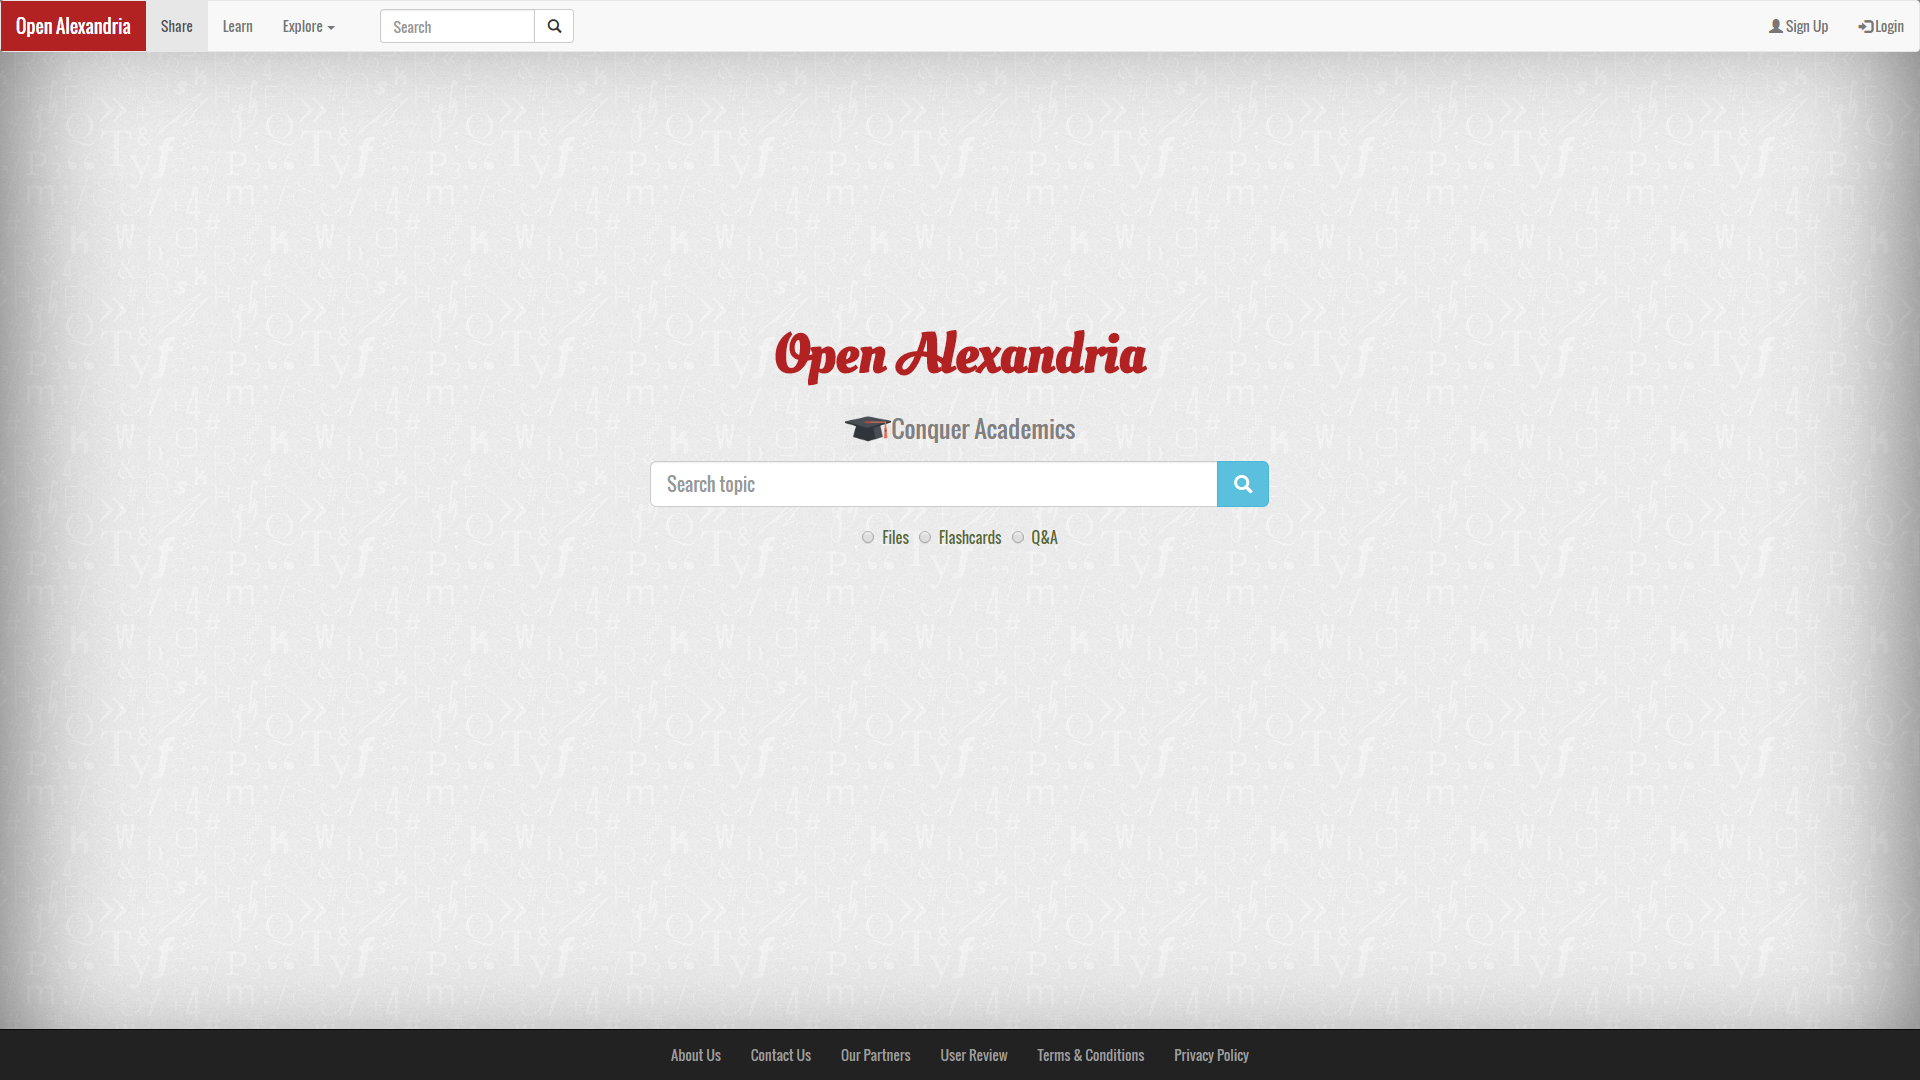 Open Alexandria Share Learn Explore Search Sign Up Login
Open Alexandria
Conquer Academics
Search topic
Files Flashcards Q&A
About Us Contact Us Our Partners User Review Terms & Conditions Privacy Policy